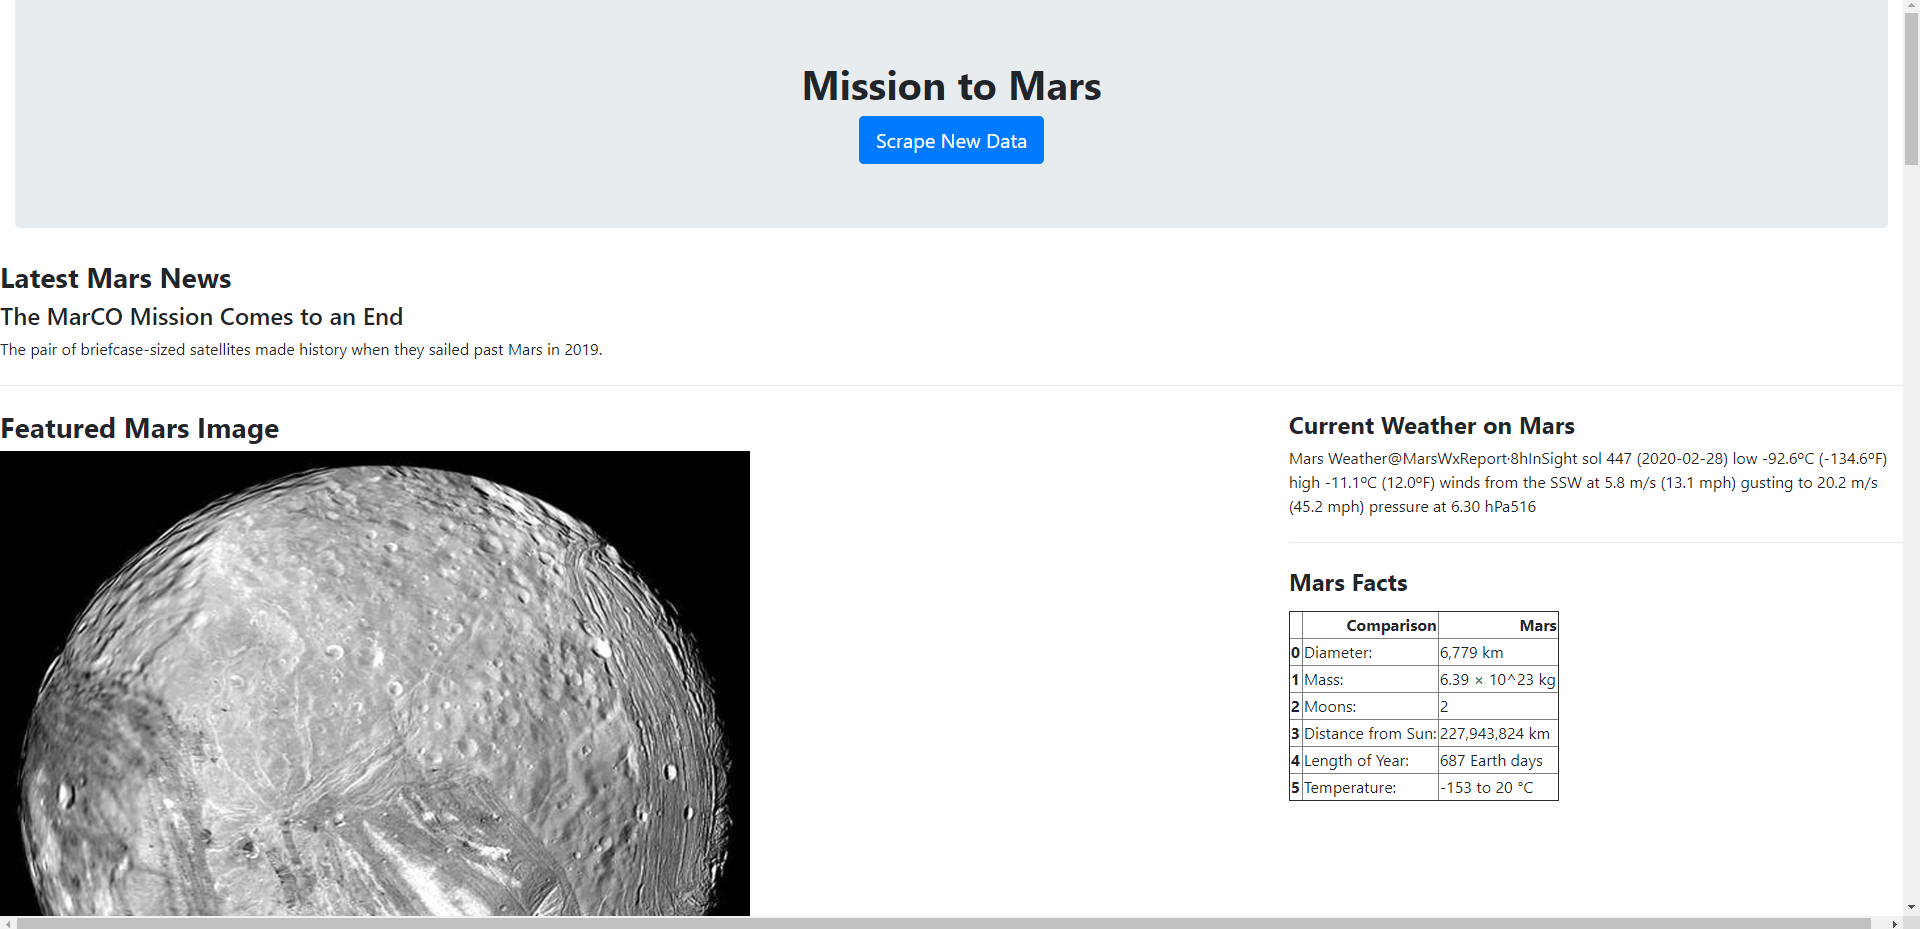 Mission to Mars
Scrape New Data
Latest Mars News
The MarCO Mission Comes to an End
The pair of briefcase-sized satellites made history when they sailed past Mars in 2019.
Featured Mars Image
Current Weather on Mars
Mars Weather@MarsWxReport·8hInSight sol 447 (2020-02-28) low -92.6ºC (-134.6ºF)
high -11.1ºC (12.0ºF) winds from the SSW at 5.8 m/s (13.1 mph) gusting to 20.2 m/s
(45.2 mph) pressure at 6.30 hPa516
Mars Facts
Comparison Mars
0 Diameter: 6,779 km
1 Mass: 6.39 × 10^23 kg
2 Moons: 2
3 Distance from Sun: 227,943,824 km
4 Length of Year: 687 Earth days
5 Temperature: -153 to 20 °C